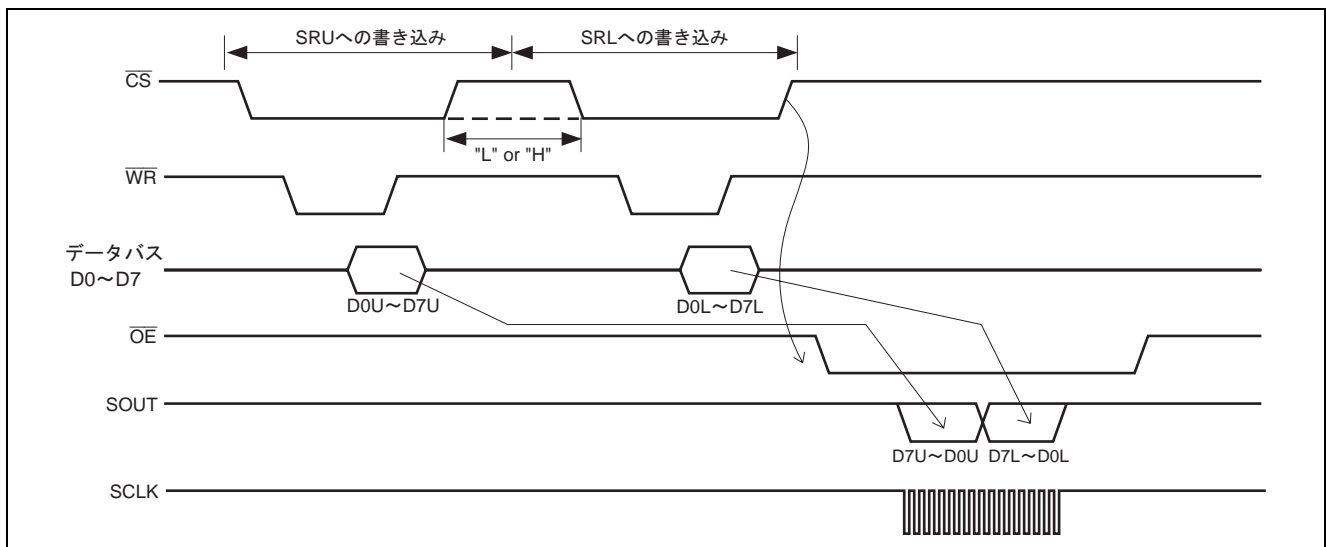 SRUへの書き込み SRLへの書き込み
CS
"L" or "H"
WR
データバス
D0～D7
D0U～D7U D0L～D7L
OE
SOUT
D7U～D0U D7L～D0L
SCLK